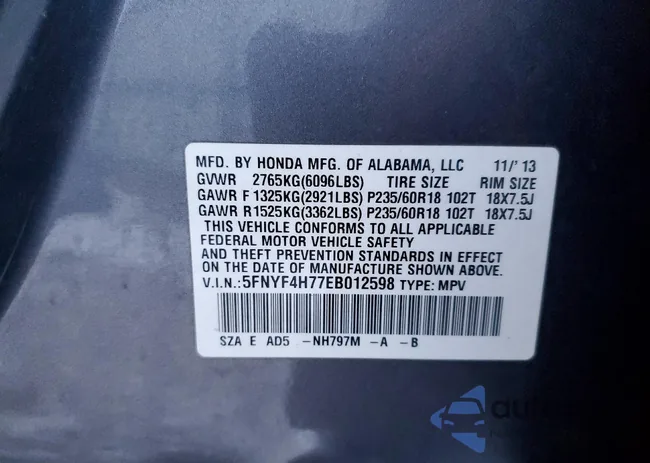 MFD. BY HONDA MFG. OF ALABAMA, LLC 11/' 13
GVWR 2765KG(6096LBS) TIRE SIZE RIM SIZE
GAWR F 1325KG(2921LBS) P235/60R18 102T 18X7.5J
GAWR R1525KG(3362LBS) P235/60R18 102T 18X7.5J
THIS VEHICLE CONFORMS TO ALL APPLICABLE
FEDERAL MOTOR VEHICLE SAFETY
AND THEFT PREVENTION STANDARDS IN EFFECT
ON THE DATE OF MANUFACTURE SHOWN ABOVE.
V.I.N.:5FNYF4H77EB012598 TYPE: MPV
SZA E AD5 -NH797M -A -B